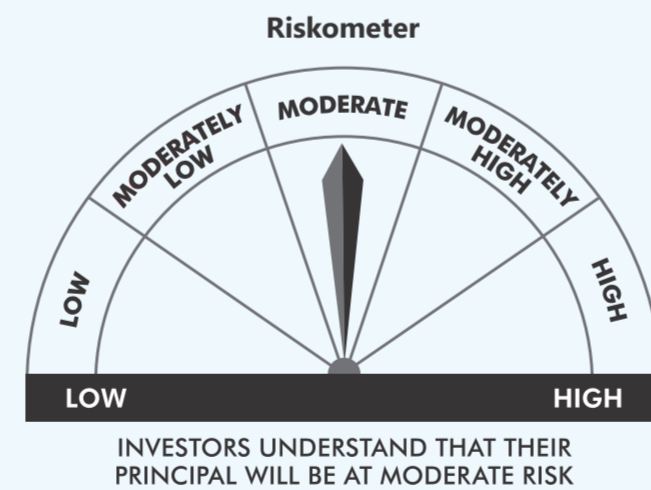 Riskometer
MODERATE
MODERATELY
LOW
MODERATELY
HIGH
LOW
HIGH
LOW
HIGH
INVESTORS UNDERSTAND THAT THEIR
PRINCIPAL WILL BE AT MODERATE RISK